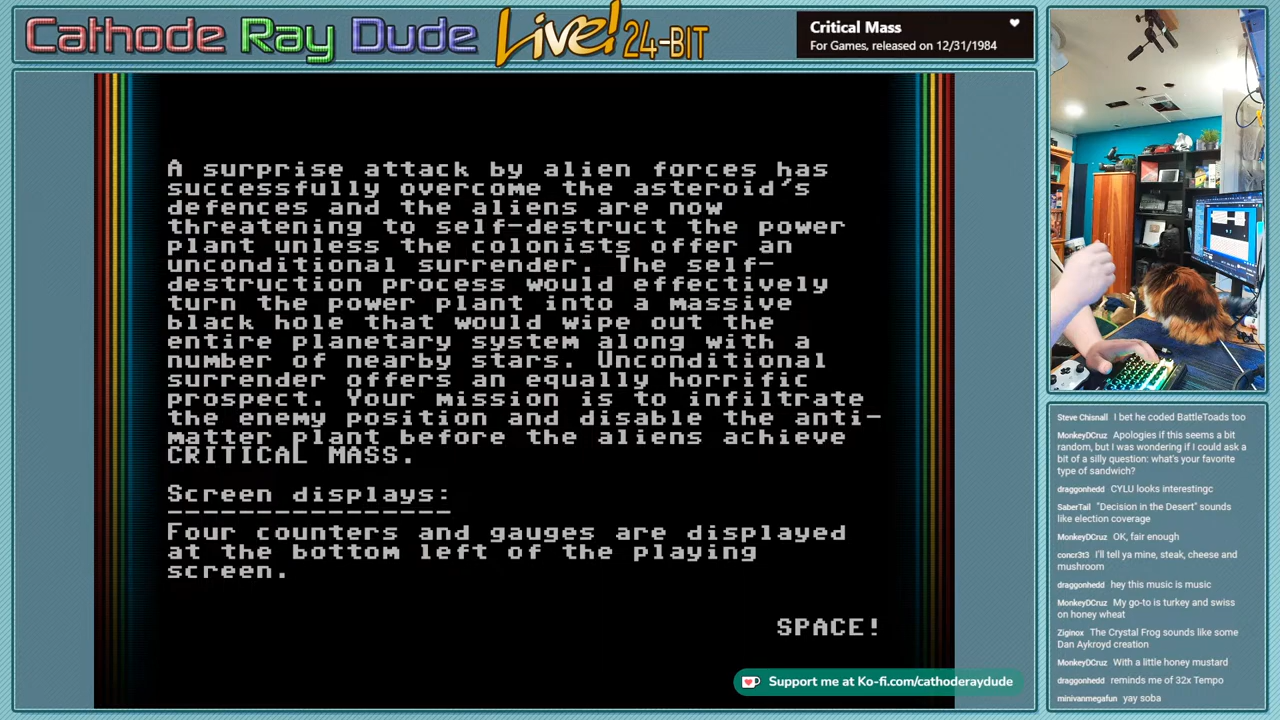 Cathode Ray Dude Live! 24-BIT
Critical Mass
For Games, released on 12/31/1984
A surprise attack by alien forces has
successfully overcome the asteroid's
defences and the aliens are now
threatening to self-destruct the power
plant unless the colonists offer an
unconditional surrender. The self-
destruction process would effectively
turn the power plant into a massive
black hole that would wipe out the
entire planetary system along with a
number of nearby stars. Unconditional
surrender offers an equally horrific
prospect. Your mission is to infiltrate
the enemy position and disable the anti-
matter plant before the aliens achieve
CRITICAL MASS.
Screen displays:
----------------
Four counters and gauges are displayed
at the bottom left of the playing
screen.
SPACE!
Support me at Ko-fi.com/cathoderaydude
Steve Chisnall I bet he coded BattleToads too
MonkeyDCruz Apologies if this seems a bit
random, but I was wondering if I could ask a
bit of a silly question: what's your favorite
type of sandwich?
draggonhedd CYLU looks interestingc
SaberTail "Decision in the Desert" sounds
like election coverage
MonkeyDCruz OK, fair enough
concr3t3 I'll tell ya mine, steak, cheese and
mushroom
draggonhedd hey this music is music
MonkeyDCruz My go-to is turkey and swiss
on honey wheat
Ziginox The Crystal Frog sounds like some
Dan Aykroyd creation
MonkeyDCruz With a little honey mustard
draggonhedd reminds me of 32x Tempo
minivanmegafun yay soba